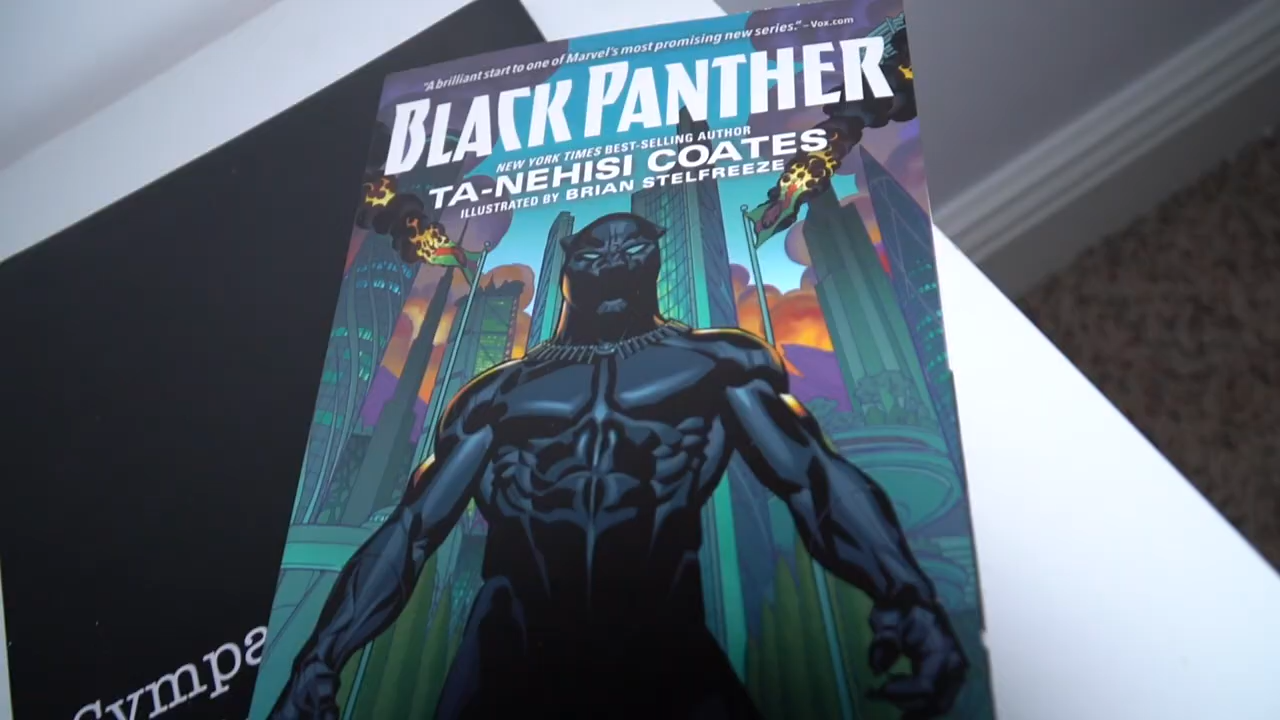 "A brilliant start to one of Marvel's most promising new series." – Vox.com
BLACK PANTHER
NEW YORK TIMES BEST-SELLING AUTHOR
TA-NEHISI COATES
ILLUSTRATED BY BRIAN STELFREEZE
Sympa